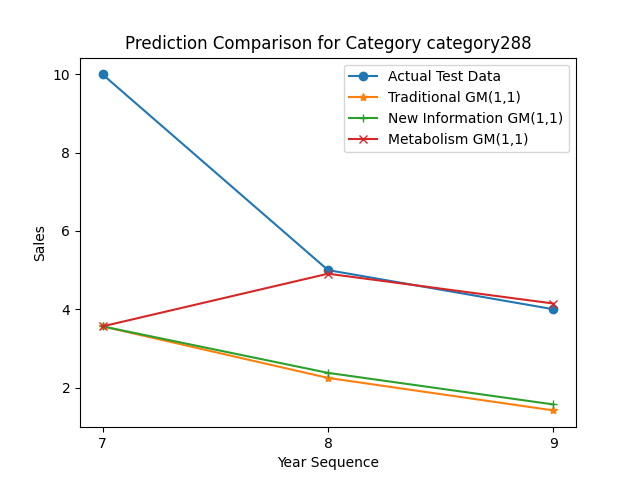 Prediction Comparison for Category category288
Actual Test Data
Traditional GM(1,1)
New Information GM(1,1)
Metabolism GM(1,1)
10
8
6
4
2
Sales
7
8
9
Year Sequence